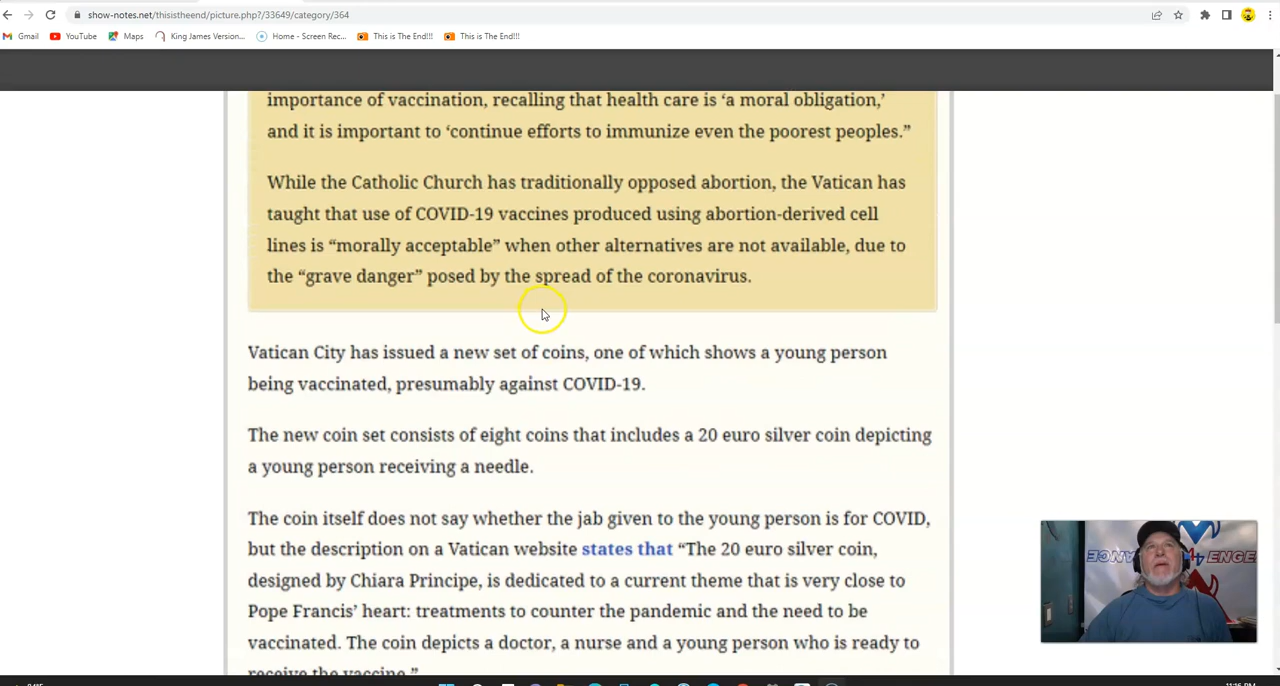 show-notes.net/thisistheend/picture.php?/33649/category/364
Gmail YouTube Maps King James Version... Home - Screen Rec... This is The End!! This is The End!!
importance of vaccination, recalling that health care is ‘a moral obligation,’
and it is important to ‘continue efforts to immunize even the poorest peoples.”
While the Catholic Church has traditionally opposed abortion, the Vatican has
taught that use of COVID-19 vaccines produced using abortion-derived cell
lines is “morally acceptable” when other alternatives are not available, due to
the “grave danger” posed by the spread of the coronavirus.
Vatican City has issued a new set of coins, one of which shows a young person
being vaccinated, presumably against COVID-19.
The new coin set consists of eight coins that includes a 20 euro silver coin depicting
a young person receiving a needle.
The coin itself does not say whether the jab given to the young person is for COVID,
but the description on a Vatican website states that “The 20 euro silver coin,
designed by Chiara Principe, is dedicated to a current theme that is very close to
Pope Francis’ heart: treatments to counter the pandemic and the need to be
vaccinated. The coin depicts a doctor, a nurse and a young person who is ready to
receive the vaccine.”